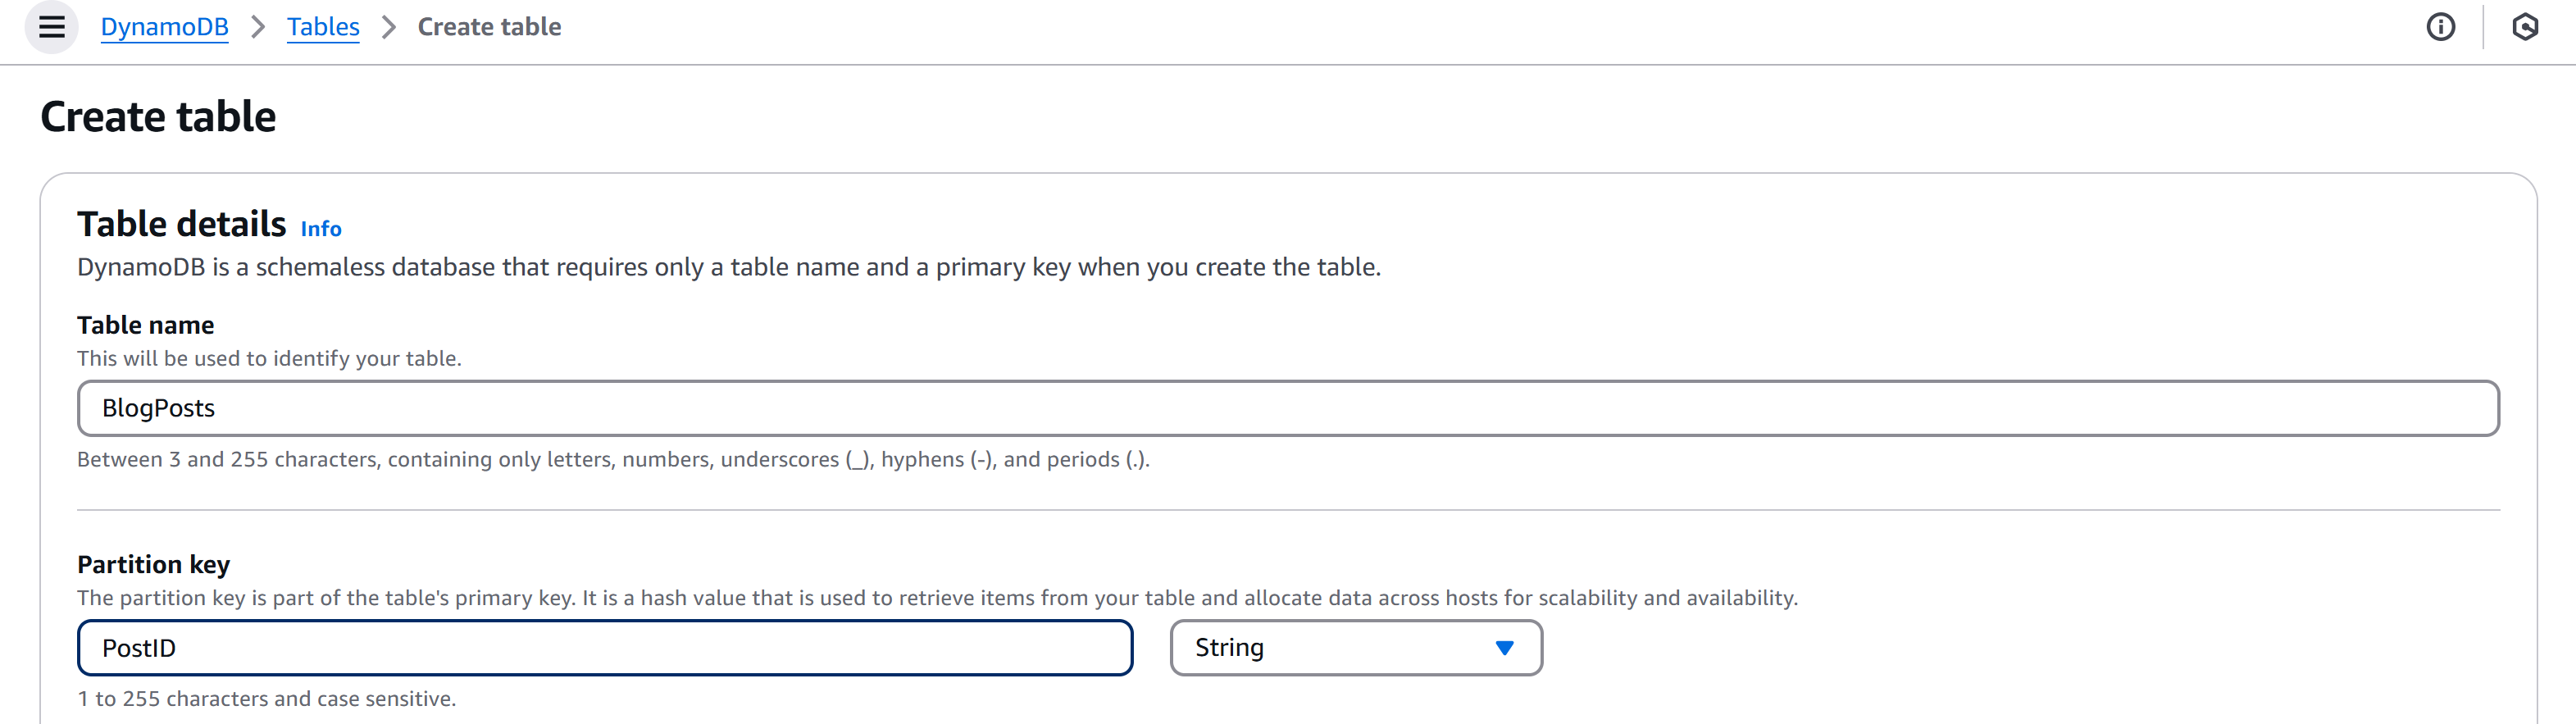 DynamoDB > Tables > Create table
Create table
Table details Info
DynamoDB is a schemaless database that requires only a table name and a primary key when you create the table.
Table name
This will be used to identify your table.
BlogPosts
Between 3 and 255 characters, containing only letters, numbers, underscores (_), hyphens (-), and periods (.).
Partition key
The partition key is part of the table's primary key. It is a hash value that is used to retrieve items from your table and allocate data across hosts for scalability and availability.
PostID String
1 to 255 characters and case sensitive.